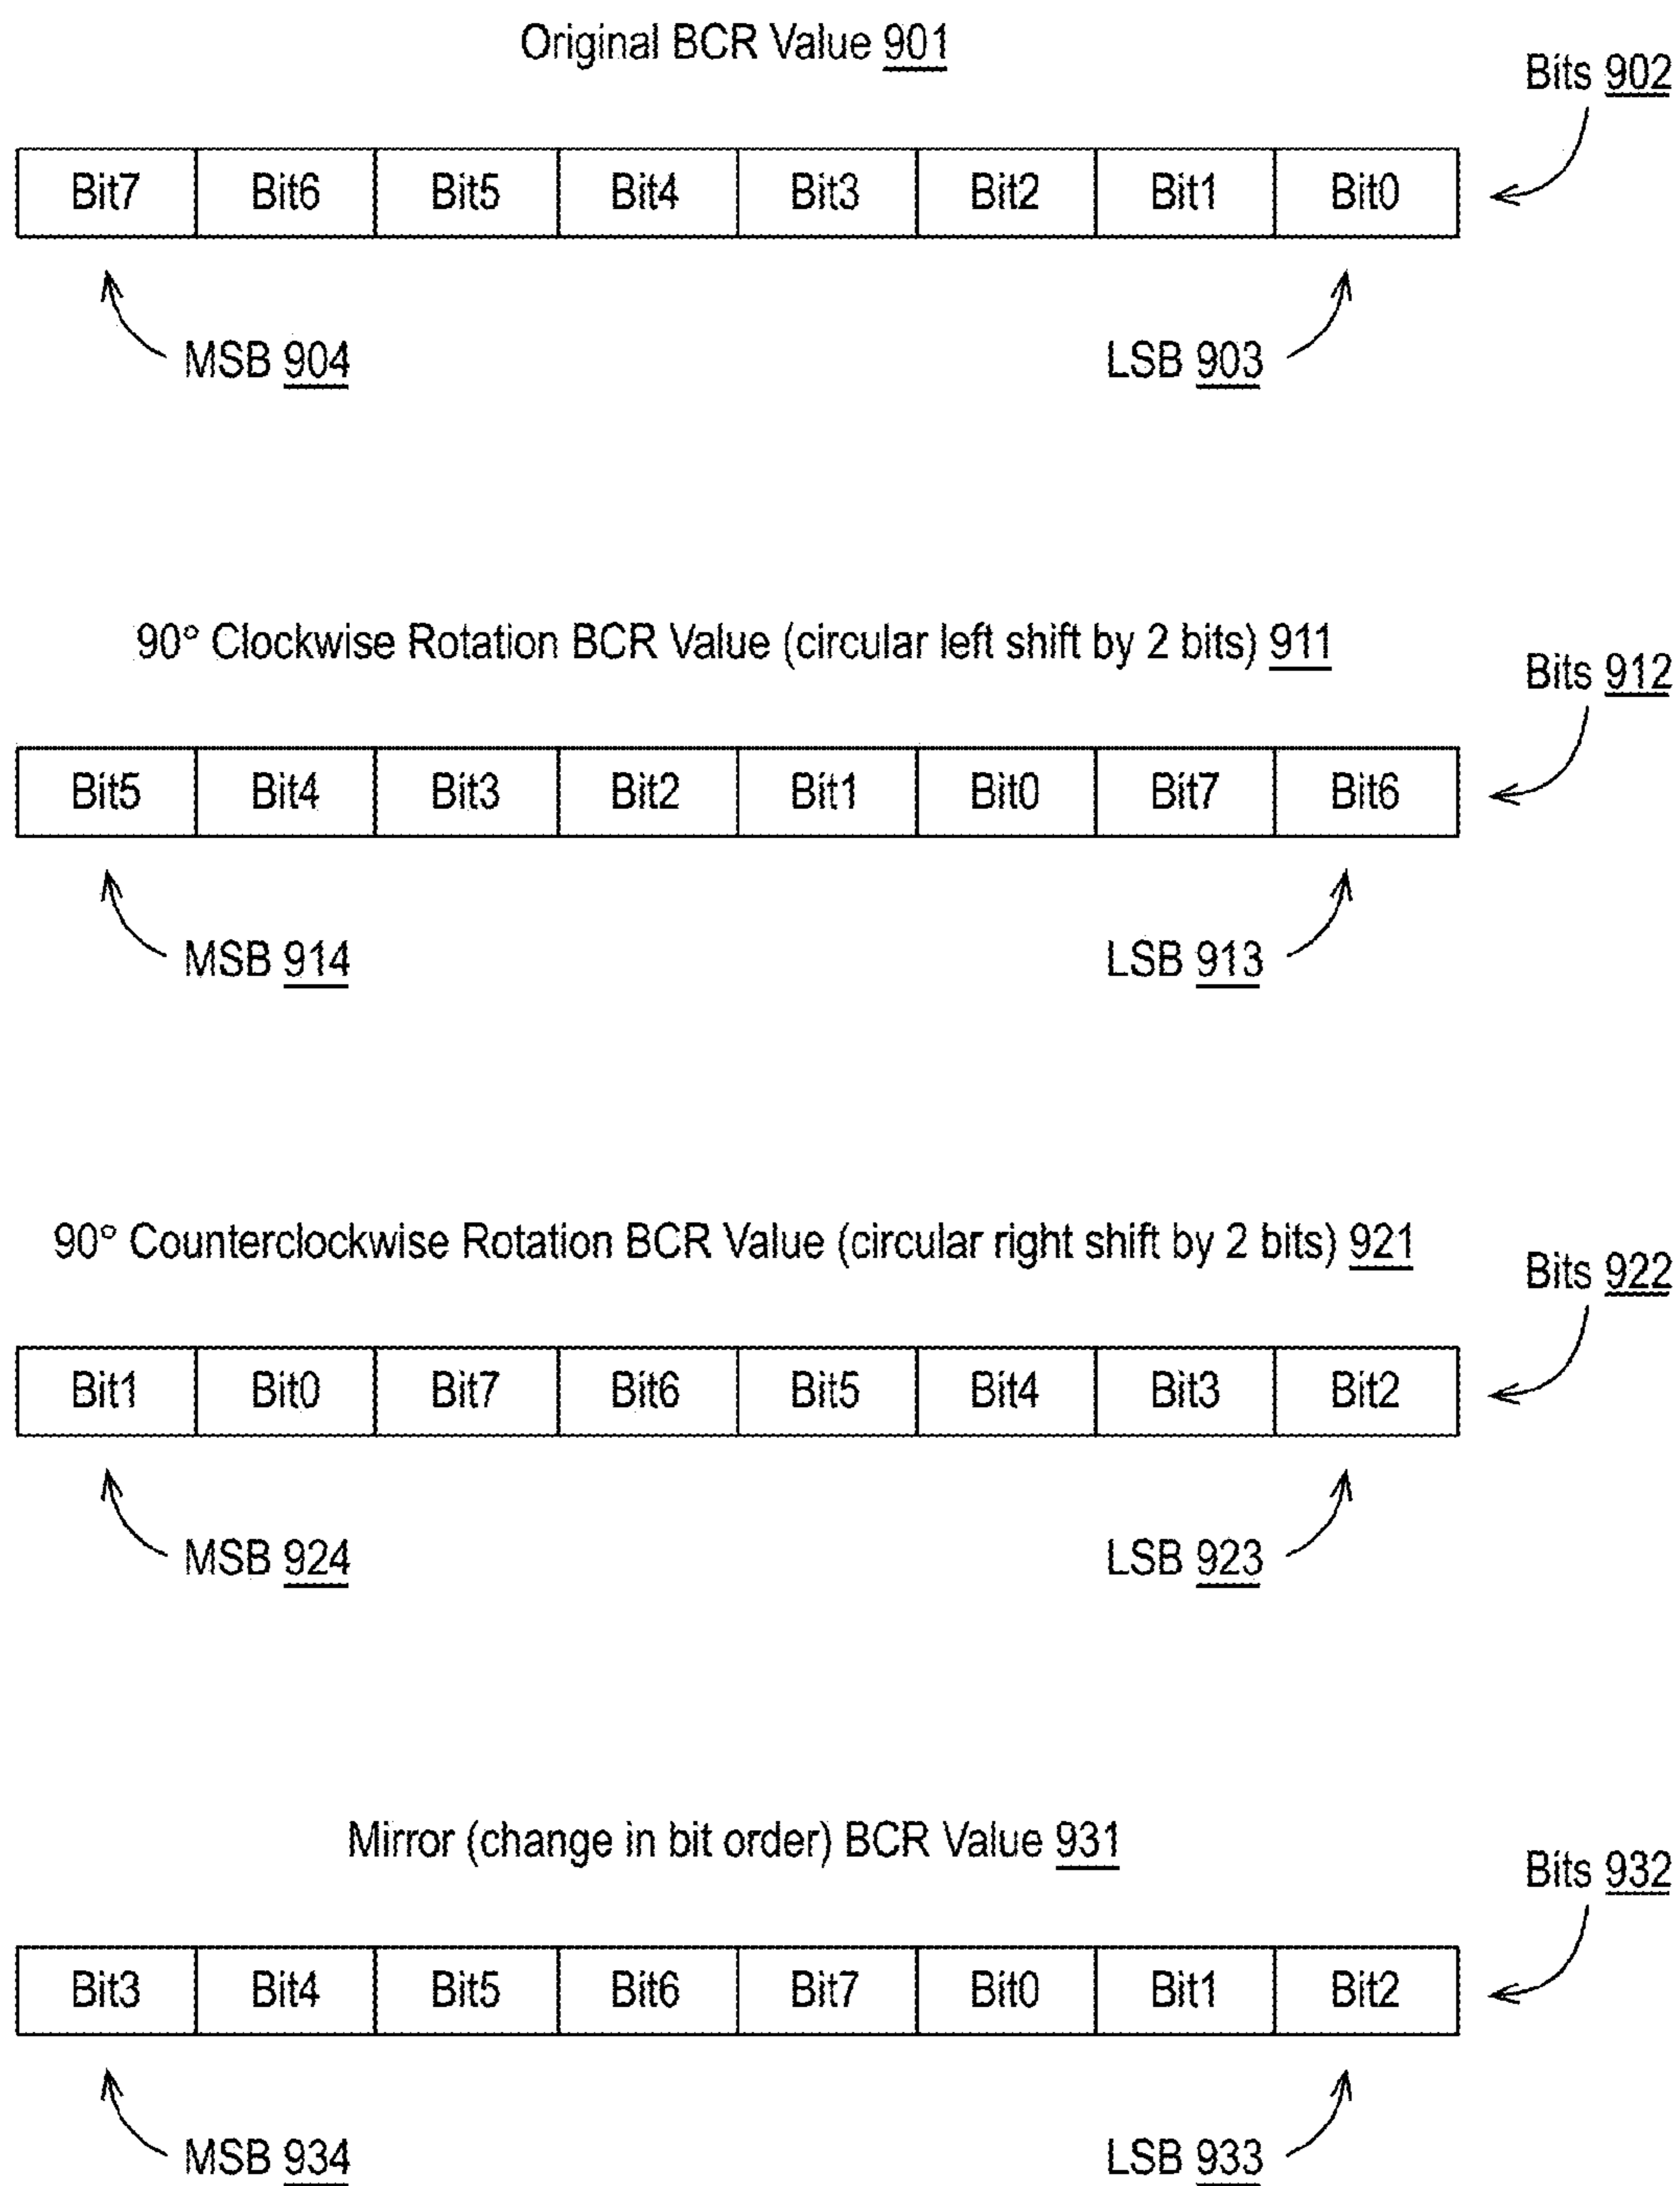 Original BCR Value 901
Bits 902
Bit7 Bit6 Bit5 Bit4 Bit3 Bit2 Bit1 Bit0
MSB 904 LSB 903
90° Clockwise Rotation BCR Value (circular left shift by 2 bits) 911
Bits 912
Bit5 Bit4 Bit3 Bit2 Bit1 Bit0 Bit7 Bit6
MSB 914 LSB 913
90° Counterclockwise Rotation BCR Value (circular right shift by 2 bits) 921
Bits 922
Bit1 Bit0 Bit7 Bit6 Bit5 Bit4 Bit3 Bit2
MSB 924 LSB 923
Mirror (change in bit order) BCR Value 931
Bits 932
Bit3 Bit4 Bit5 Bit6 Bit7 Bit0 Bit1 Bit2
MSB 934 LSB 933